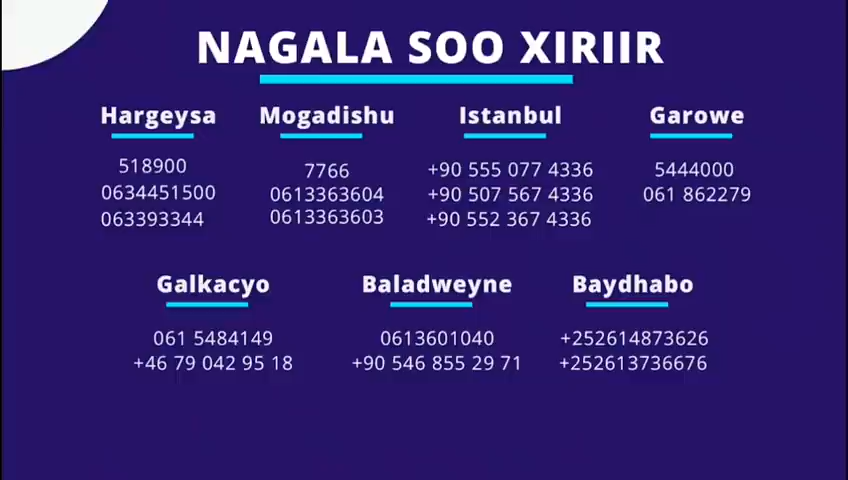 NAGALA SOO XIRIIR
Hargeysa
518900
0634451500
063393344
Mogadishu
7766
0613363604
0613363603
Istanbul
+90 555 077 4336
+90 507 567 4336
+90 552 367 4336
Garowe
5444000
061 862279
Galkacyo
061 5484149
+46 79 042 95 18
Baladweyne
0613601040
+90 546 855 29 71
Baydhabo
+252614873626
+252613736676